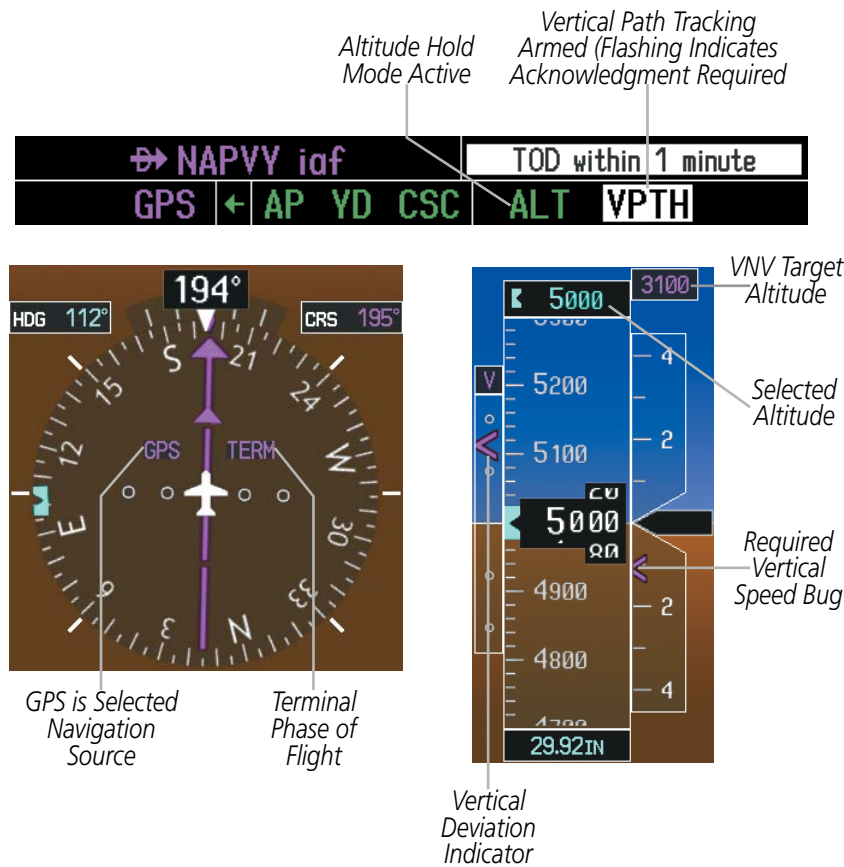 Altitude Hold
Mode Active
Vertical Path Tracking
Armed (Flashing Indicates
Acknowledgment Required
NAPVY iaf
TOD within 1 minute
GPS ← AP YD CSC ALT VPTH
194°
HDG 112°
CRS 195°
S 21 24 W 30 33 N 3 6 E 12 15
GPS TERM
GPS is Selected
Navigation
Source
Terminal
Phase of
Flight
3100
5000
V
5200
5100
5000
4900
4800
29.92IN
4
2
2
4
VNV Target
Altitude
Selected
Altitude
Required
Vertical
Speed Bug
Vertical
Deviation
Indicator